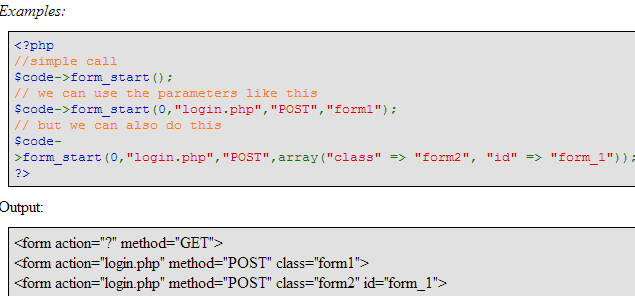 Examples:
<?php
//simple call
$code->form_start();
// we can use the parameters like this
$code->form_start(0,"login.php","POST","form1");
// but we can also do this
$code-
>form_start(0,"login.php","POST",array("class" => "form2", "id" => "form_1"));
?>
Output:
<form action="?" method="GET">
<form action="login.php" method="POST" class="form1">
<form action="login.php" method="POST" class="form2" id="form_1">